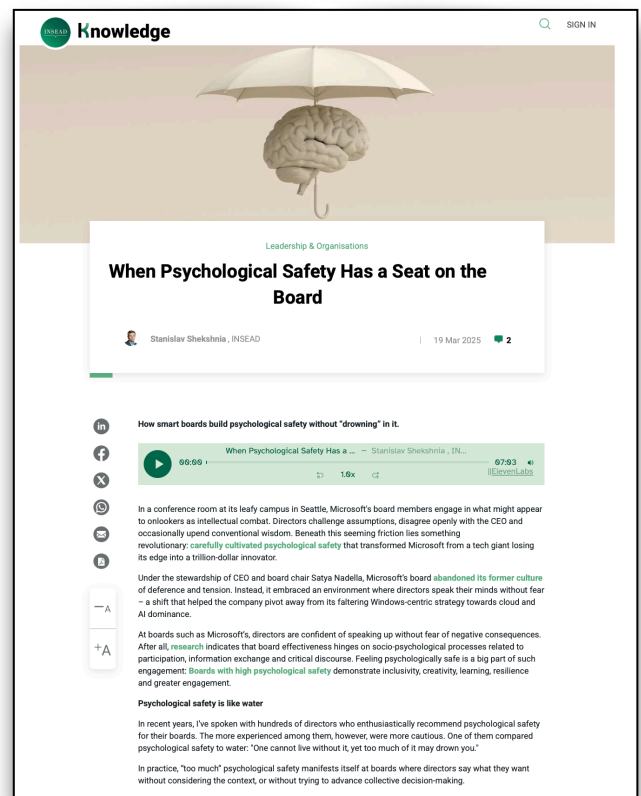 INSEAD Knowledge
SIGN IN
Leadership & Organisations
When Psychological Safety Has a Seat on the
Board
Stanislav Shekshnia , INSEAD | 19 Mar 2025 2
How smart boards build psychological safety without "drowning" in it.
When Psychological Safety Has a ... – Stanislav Shekshnia , IN...
00:00 07:03
1.0x
||ElevenLabs
In a conference room at its leafy campus in Seattle, Microsoft's board members engage in what might appear
to onlookers as intellectual combat. Directors challenge assumptions, disagree openly with the CEO and
occasionally upend conventional wisdom. Beneath this seeming friction lies something
revolutionary: carefully cultivated psychological safety that transformed Microsoft from a tech giant losing
its edge into a trillion-dollar innovator.
Under the stewardship of CEO and board chair Satya Nadella, Microsoft's board abandoned its former culture
of deference and tension. Instead, it embraced an environment where directors speak their minds without fear
– a shift that helped the company pivot away from its faltering Windows-centric strategy towards cloud and
AI dominance.
At boards such as Microsoft's, directors are confident of speaking up without fear of negative consequences.
After all, research indicates that board effectiveness hinges on socio-psychological processes related to
participation, information exchange and critical discourse. Feeling psychologically safe is a big part of such
engagement: Boards with high psychological safety demonstrate inclusivity, creativity, learning, resilience
and greater engagement.
Psychological safety is like water
In recent years, I've spoken with hundreds of directors who enthusiastically recommend psychological safety
for their boards. The more experienced among them, however, were more cautious. One of them compared
psychological safety to water: "One cannot live without it, yet too much of it may drown you."
In practice, "too much" psychological safety manifests itself at boards where directors say what they want
without considering the context, or without trying to advance collective decision-making.
−A
+A